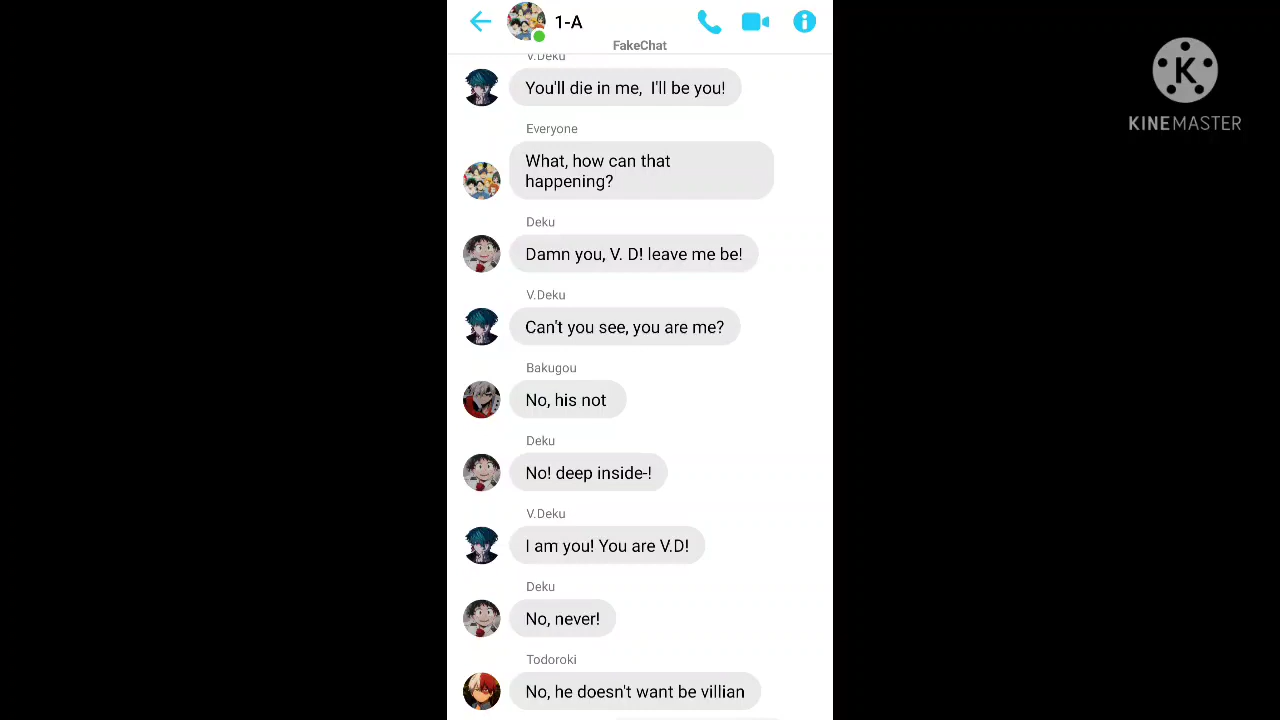 1-A
FakeChat
V.Deku
You'll die in me, I'll be you!
Everyone
What, how can that
happening?
Deku
Damn you, V. D! leave me be!
V.Deku
Can't you see, you are me?
Bakugou
No, his not
Deku
No! deep inside-!
V.Deku
I am you! You are V.D!
Deku
No, never!
Todoroki
No, he doesn't want be villian
K
KINEMASTER